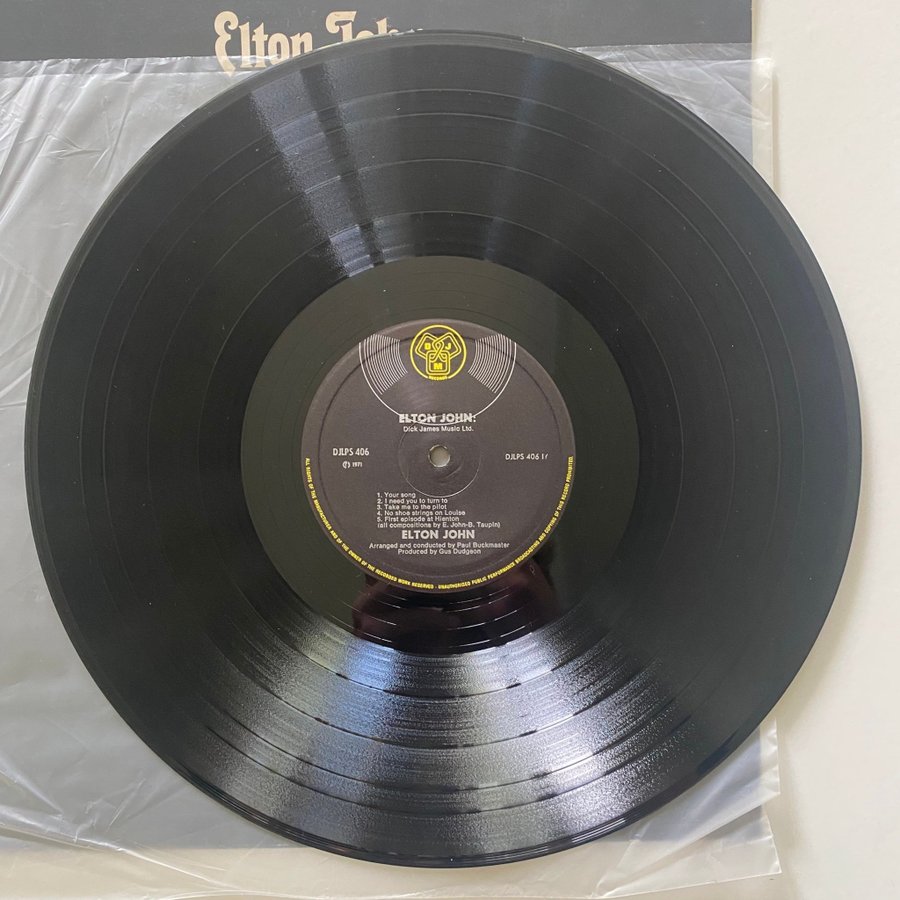 Elton John
DJM
RECORDS
ELTON JOHN:
Dick James Music Ltd.
DJLPS 406
DJLPS 406 1Y
Ⓟ 1971
1. Your song
2. I need you to turn to
3. Take me to the pilot
4. No shoe strings on Louise
5. First episode at Hienton
(all compositions by E. John-B. Taupin)
ELTON JOHN
Arranged and conducted by Paul Buckmaster
Produced by Gus Dudgeon
ALL RIGHTS OF THE MANUFACTURER AND OF THE OWNER OF THE RECORDED WORK RESERVED · UNAUTHORISED PUBLIC PERFORMANCE BROADCASTING AND COPYING OF THIS RECORD PROHIBITED.